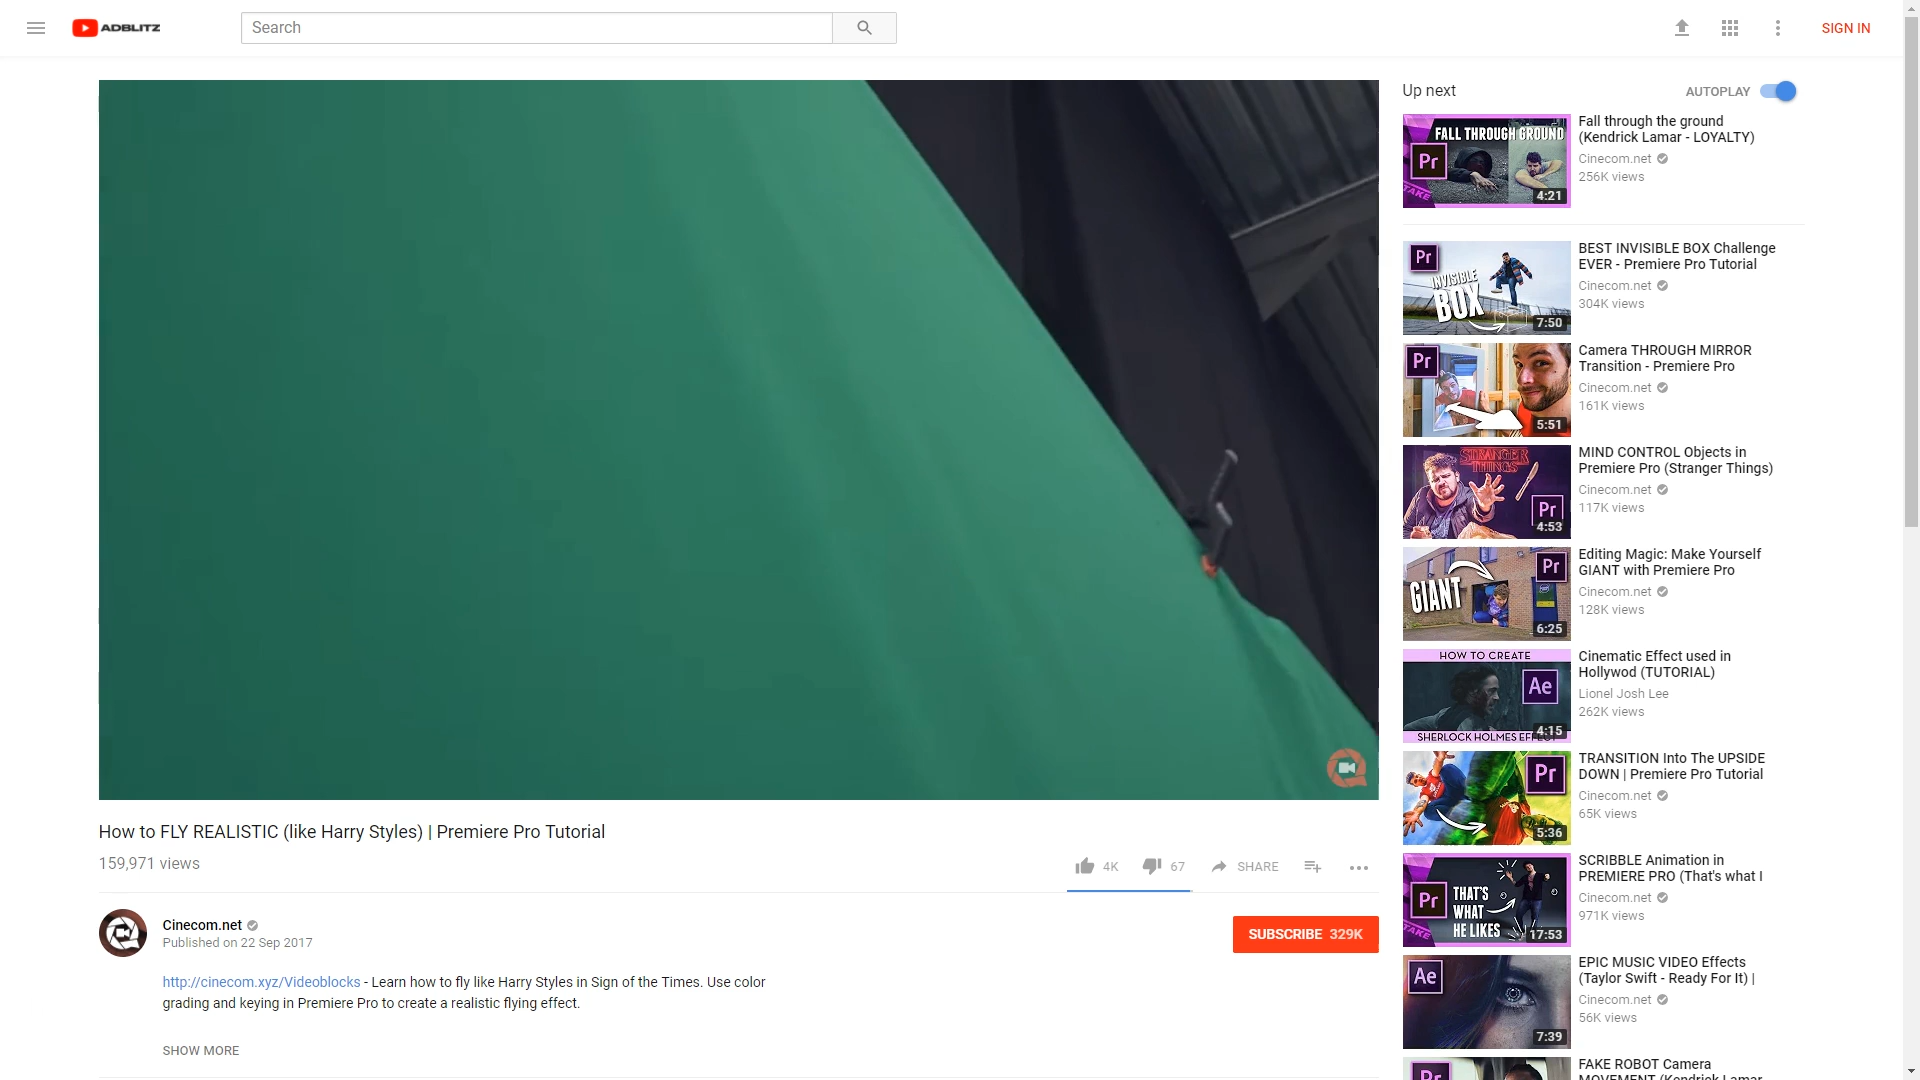 ADBLITZ
Search
SIGN IN
Up next
AUTOPLAY
FALL THROUGH GROUND
Pr
TAKE
4:21
Fall through the ground
(Kendrick Lamar - LOYALTY)
Cinecom.net
256K views
Pr
INVISIBLE
BOX
7:50
BEST INVISIBLE BOX Challenge
EVER - Premiere Pro Tutorial
Cinecom.net
304K views
Pr
5:51
Camera THROUGH MIRROR
Transition - Premiere Pro
Cinecom.net
161K views
STRANGER
THINGS
Pr
4:53
MIND CONTROL Objects in
Premiere Pro (Stranger Things)
Cinecom.net
117K views
Pr
GIANT
6:25
Editing Magic: Make Yourself
GIANT with Premiere Pro
Cinecom.net
128K views
HOW TO CREATE
Ae
4:15
SHERLOCK HOLMES EFFECT
Cinematic Effect used in
Hollywod (TUTORIAL)
Lionel Josh Lee
262K views
Pr
5:36
TRANSITION Into The UPSIDE
DOWN | Premiere Pro Tutorial
Cinecom.net
65K views
Pr
THAT'S
WHAT
HE LIKES
TAKE
17:53
SCRIBBLE Animation in
PREMIERE PRO (That's what I
Cinecom.net
971K views
Ae
7:39
EPIC MUSIC VIDEO Effects
(Taylor Swift - Ready For It) |
Cinecom.net
56K views
Pr
FAKE ROBOT Camera
MOVEMENT (Kendrick Lamar
How to FLY REALISTIC (like Harry Styles) | Premiere Pro Tutorial
159,971 views
4K
67
SHARE
Cinecom.net
Published on 22 Sep 2017
SUBSCRIBE 329K
http://cinecom.xyz/Videoblocks - Learn how to fly like Harry Styles in Sign of the Times. Use color
grading and keying in Premiere Pro to create a realistic flying effect.
SHOW MORE